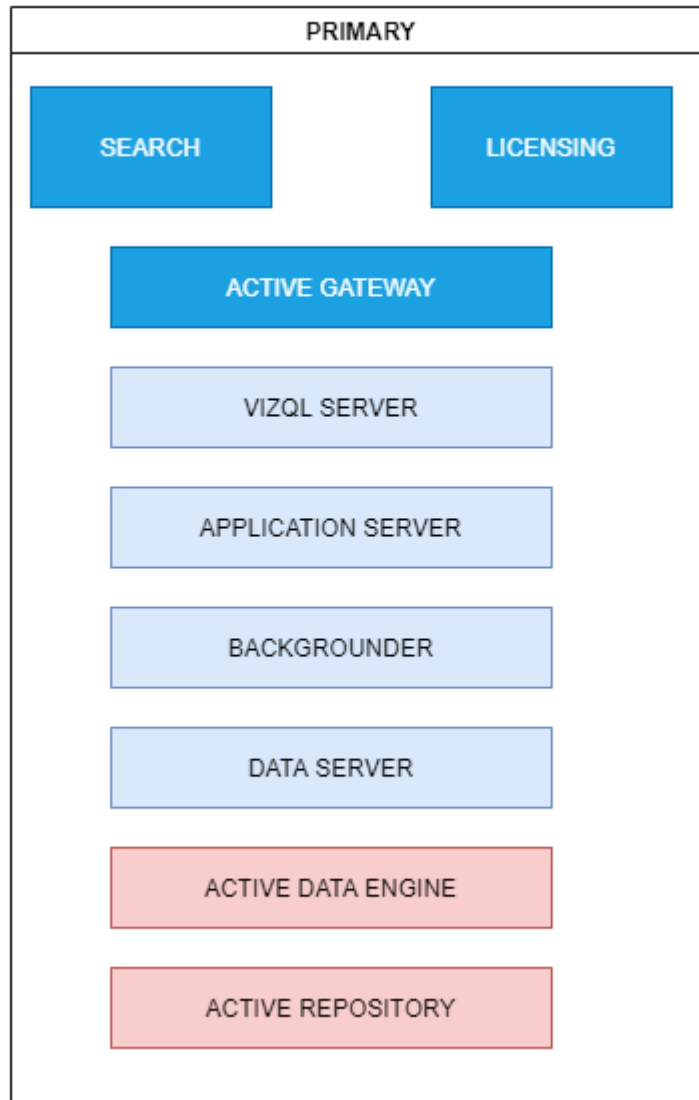 PRIMARY
SEARCH
LICENSING
ACTIVE GATEWAY
VIZQL SERVER
APPLICATION SERVER
BACKGROUNDER
DATA SERVER
ACTIVE DATA ENGINE
ACTIVE REPOSITORY